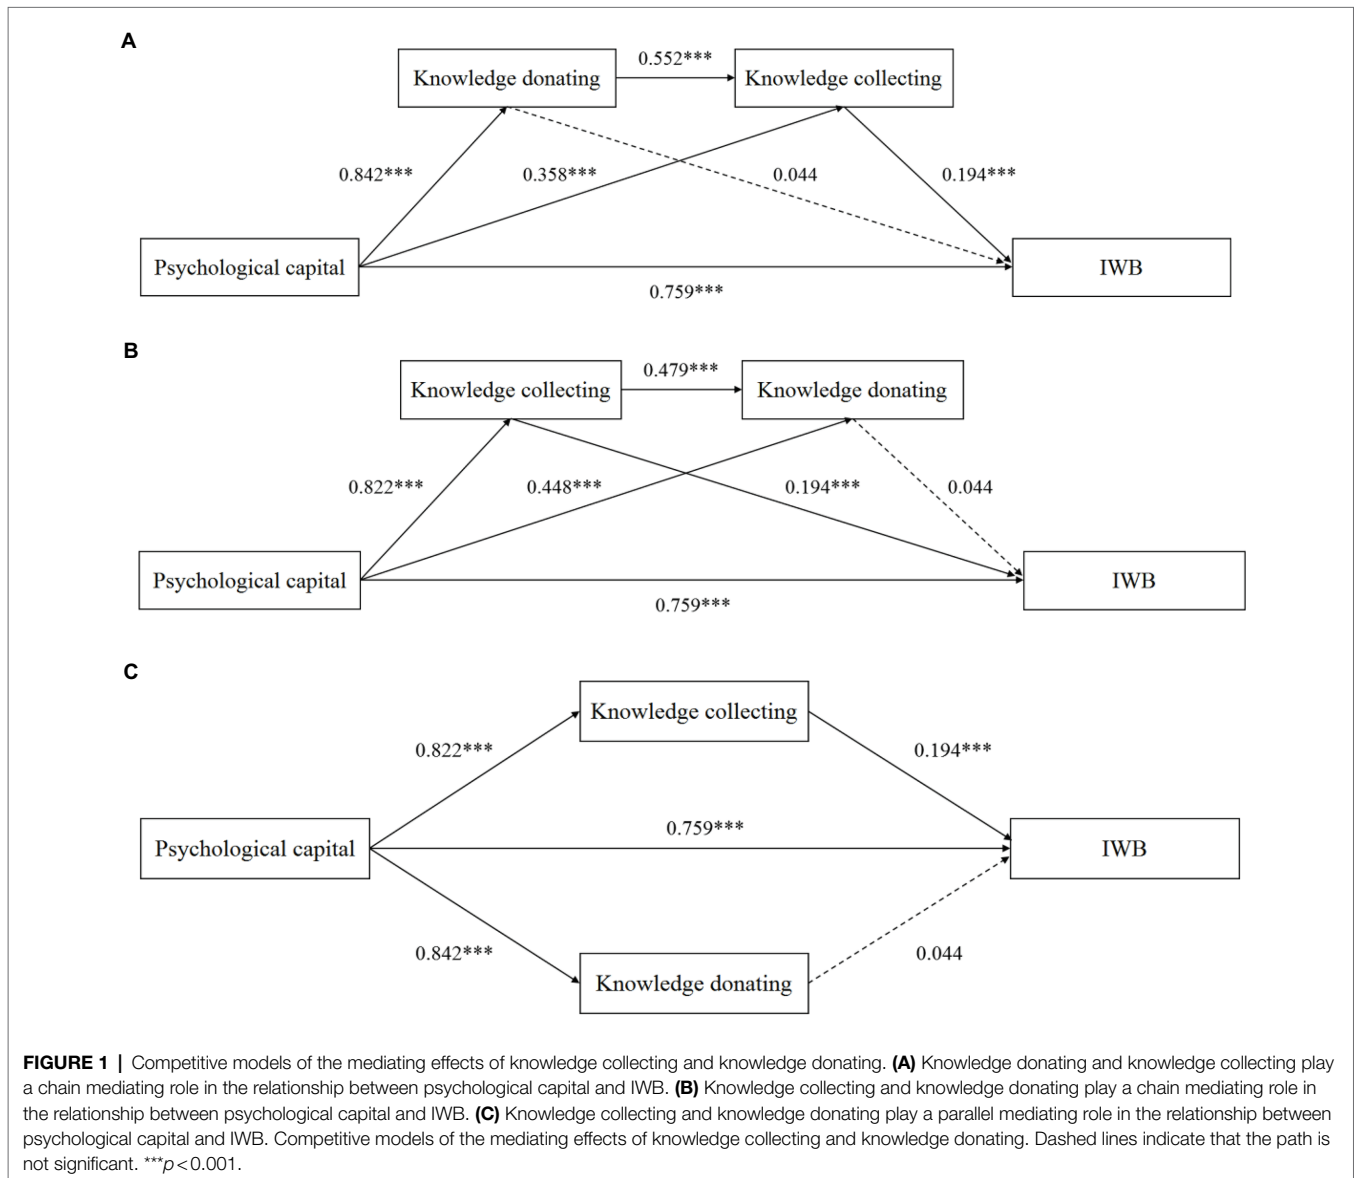 A
0.552***
Knowledge donating
Knowledge collecting
0.842***
0.358***
0.044
0.194***
Psychological capital
IWB
0.759***
B
0.479***
Knowledge collecting
Knowledge donating
0.822***
0.448***
0.194***
0.044
Psychological capital
IWB
0.759***
C
Knowledge collecting
0.822***
0.194***
0.759***
Psychological capital
IWB
0.842***
0.044
Knowledge donating
FIGURE 1 | Competitive models of the mediating effects of knowledge collecting and knowledge donating. (A) Knowledge donating and knowledge collecting play
a chain mediating role in the relationship between psychological capital and IWB. (B) Knowledge collecting and knowledge donating play a chain mediating role in
the relationship between psychological capital and IWB. (C) Knowledge collecting and knowledge donating play a parallel mediating role in the relationship between
psychological capital and IWB. Competitive models of the mediating effects of knowledge collecting and knowledge donating. Dashed lines indicate that the path is
not significant. ***p<0.001.